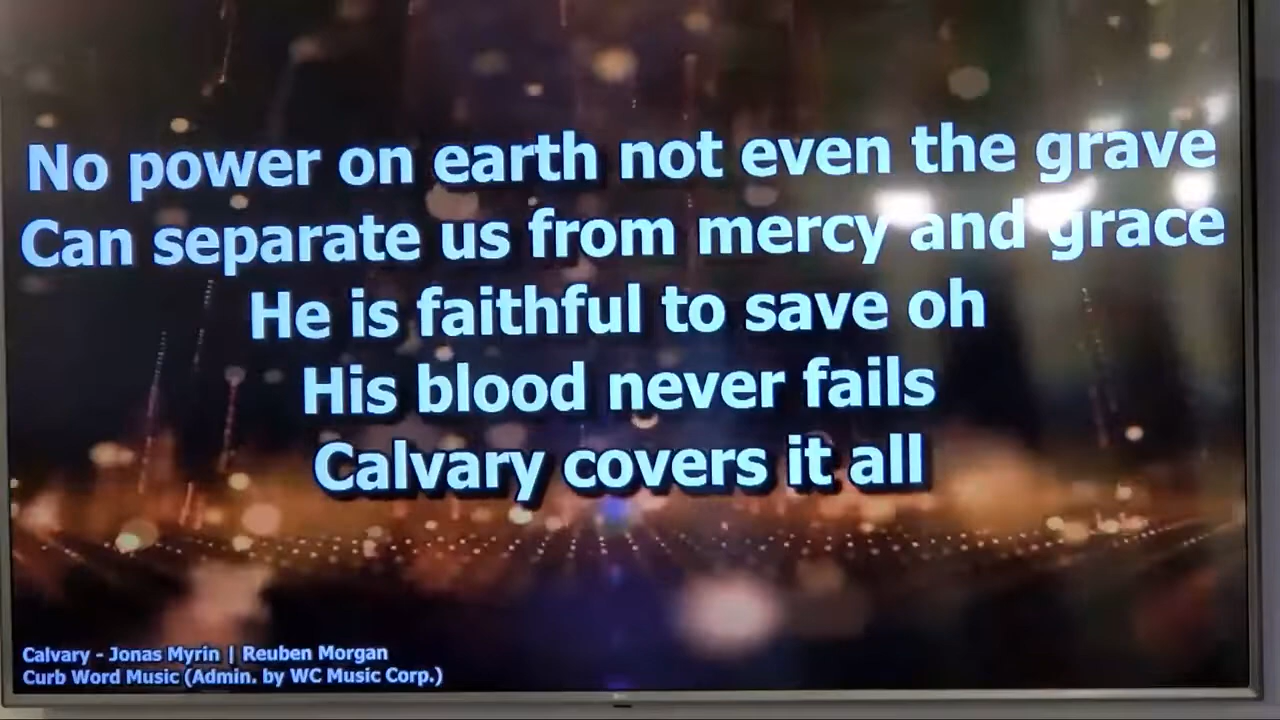 No power on earth not even the grave
Can separate us from mercy and grace
He is faithful to save oh
His blood never fails
Calvary covers it all
Calvary - Jonas Myrin | Reuben Morgan
Curb Word Music (Admin. by WC Music Corp.)